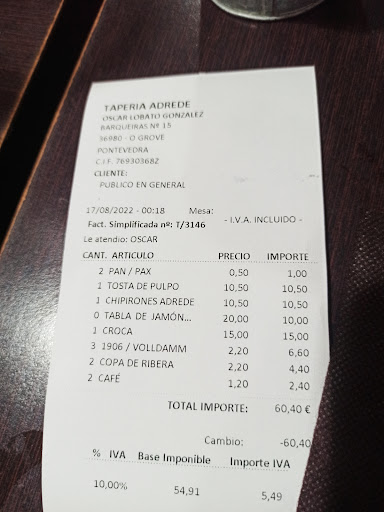 TAPERIA ADREDE
OSCAR LOBATO GONZALEZ
BARQUEIRAS Nº 15
36980 - O GROVE
PONTEVEDRA
C.I.F. 769303682
CLIENTE:
PUBLICO EN GENERAL
17/08/2022 - 00:18 Mesa: - I.V.A. INCLUIDO -
Fact. Simplificada nº: T/3146
Le atendio: OSCAR
CANT. ARTICULO PRECIO IMPORTE
2 PAN / PAX 0,50 1,00
1 TOSTA DE PULPO 10,50 10,50
1 CHIPIRONES ADREDE 10,50 10,50
0 TABLA DE JAMÓN... 20,00 10,00
1 CROCA 15,00 15,00
3 1906 / VOLLDAMM 2,20 6,60
2 COPA DE RIBERA 2,20 4,40
2 CAFÉ 1,20 2,40
TOTAL IMPORTE: 60,40 €
Cambio: -60,40
% IVA Base Imponible Importe IVA
10,00% 54,91 5,49